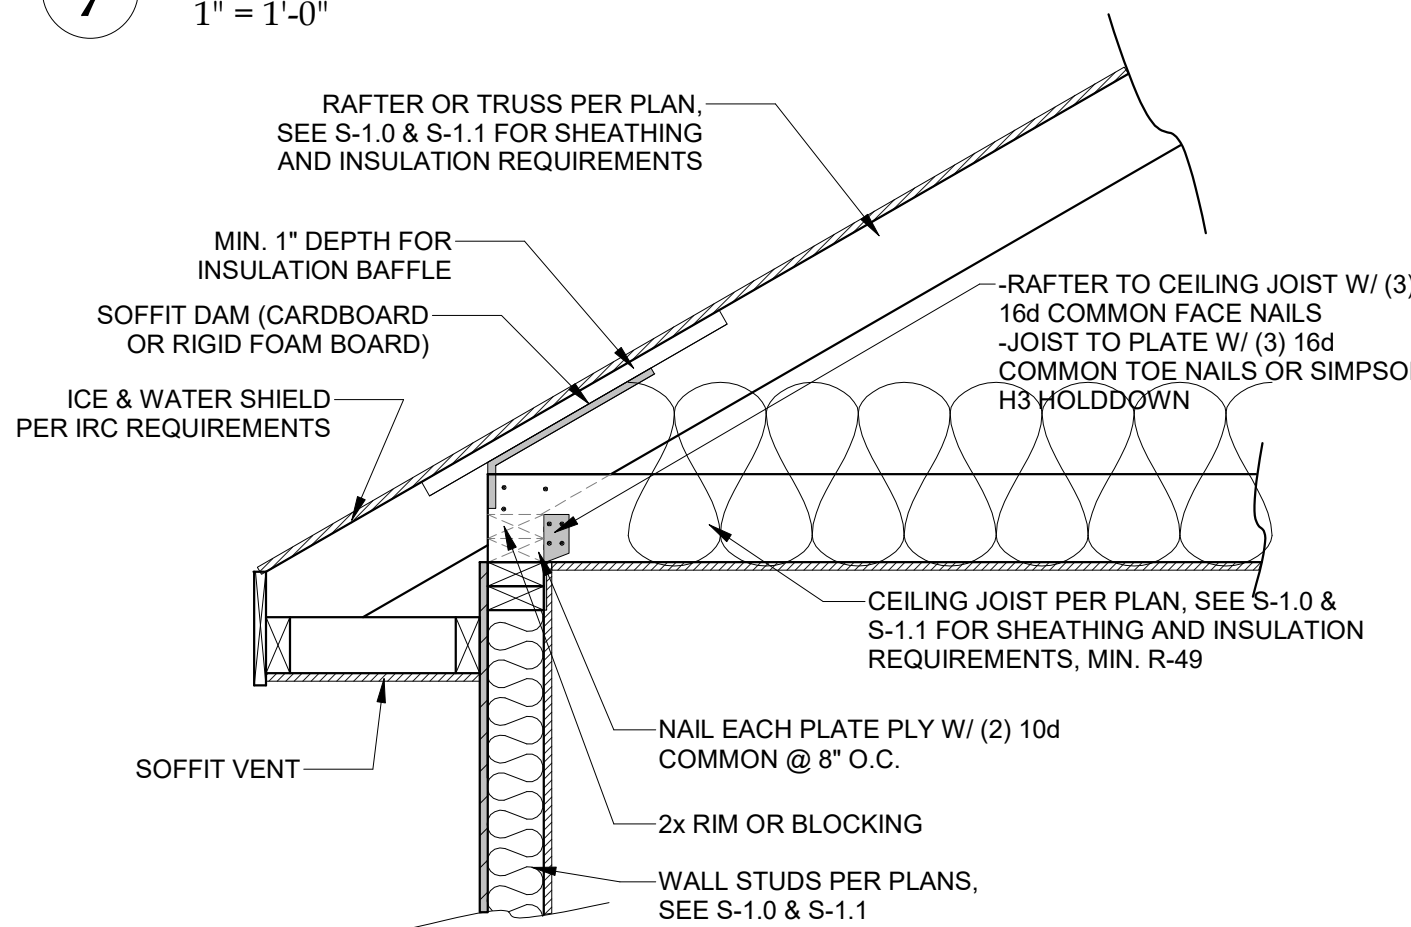 7
1" = 1'-0"
RAFTER OR TRUSS PER PLAN,
SEE S-1.0 & S-1.1 FOR SHEATHING
AND INSULATION REQUIREMENTS
MIN. 1" DEPTH FOR
INSULATION BAFFLE
SOFFIT DAM (CARDBOARD
OR RIGID FOAM BOARD)
ICE & WATER SHIELD
PER IRC REQUIREMENTS
-RAFTER TO CEILING JOIST W/ (3)
16d COMMON FACE NAILS
-JOIST TO PLATE W/ (3) 16d
COMMON TOE NAILS OR
H3 HOLDDOWN
CEILING JOIST PER PLAN, SEE S-1.0 &
S-1.1 FOR SHEATHING AND INSULATION
REQUIREMENTS, MIN. R-49
NAIL EACH PLATE PLY W/ (2) 10d
COMMON @ 8" O.C.
SOFFIT VENT
2x RIM OR BLOCKING
WALL STUDS PER PLANS,
SEE S-1.0 & S-1.1